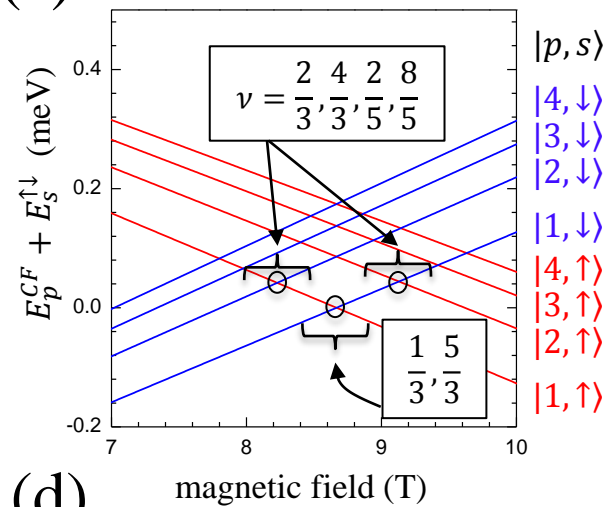 |p, s⟩
0.4
ν = 2/3, 4/3, 2/5, 8/5
|4, ↓⟩
|3, ↓⟩
|2, ↓⟩
0.2
|1, ↓⟩
E_p^{CF} + E_s^{↑↓} (meV)
|4, ↑⟩
0.0
|3, ↑⟩
|2, ↑⟩
1/3, 5/3
|1, ↑⟩
-0.2
7 8 9 10
magnetic field (T)
(d)